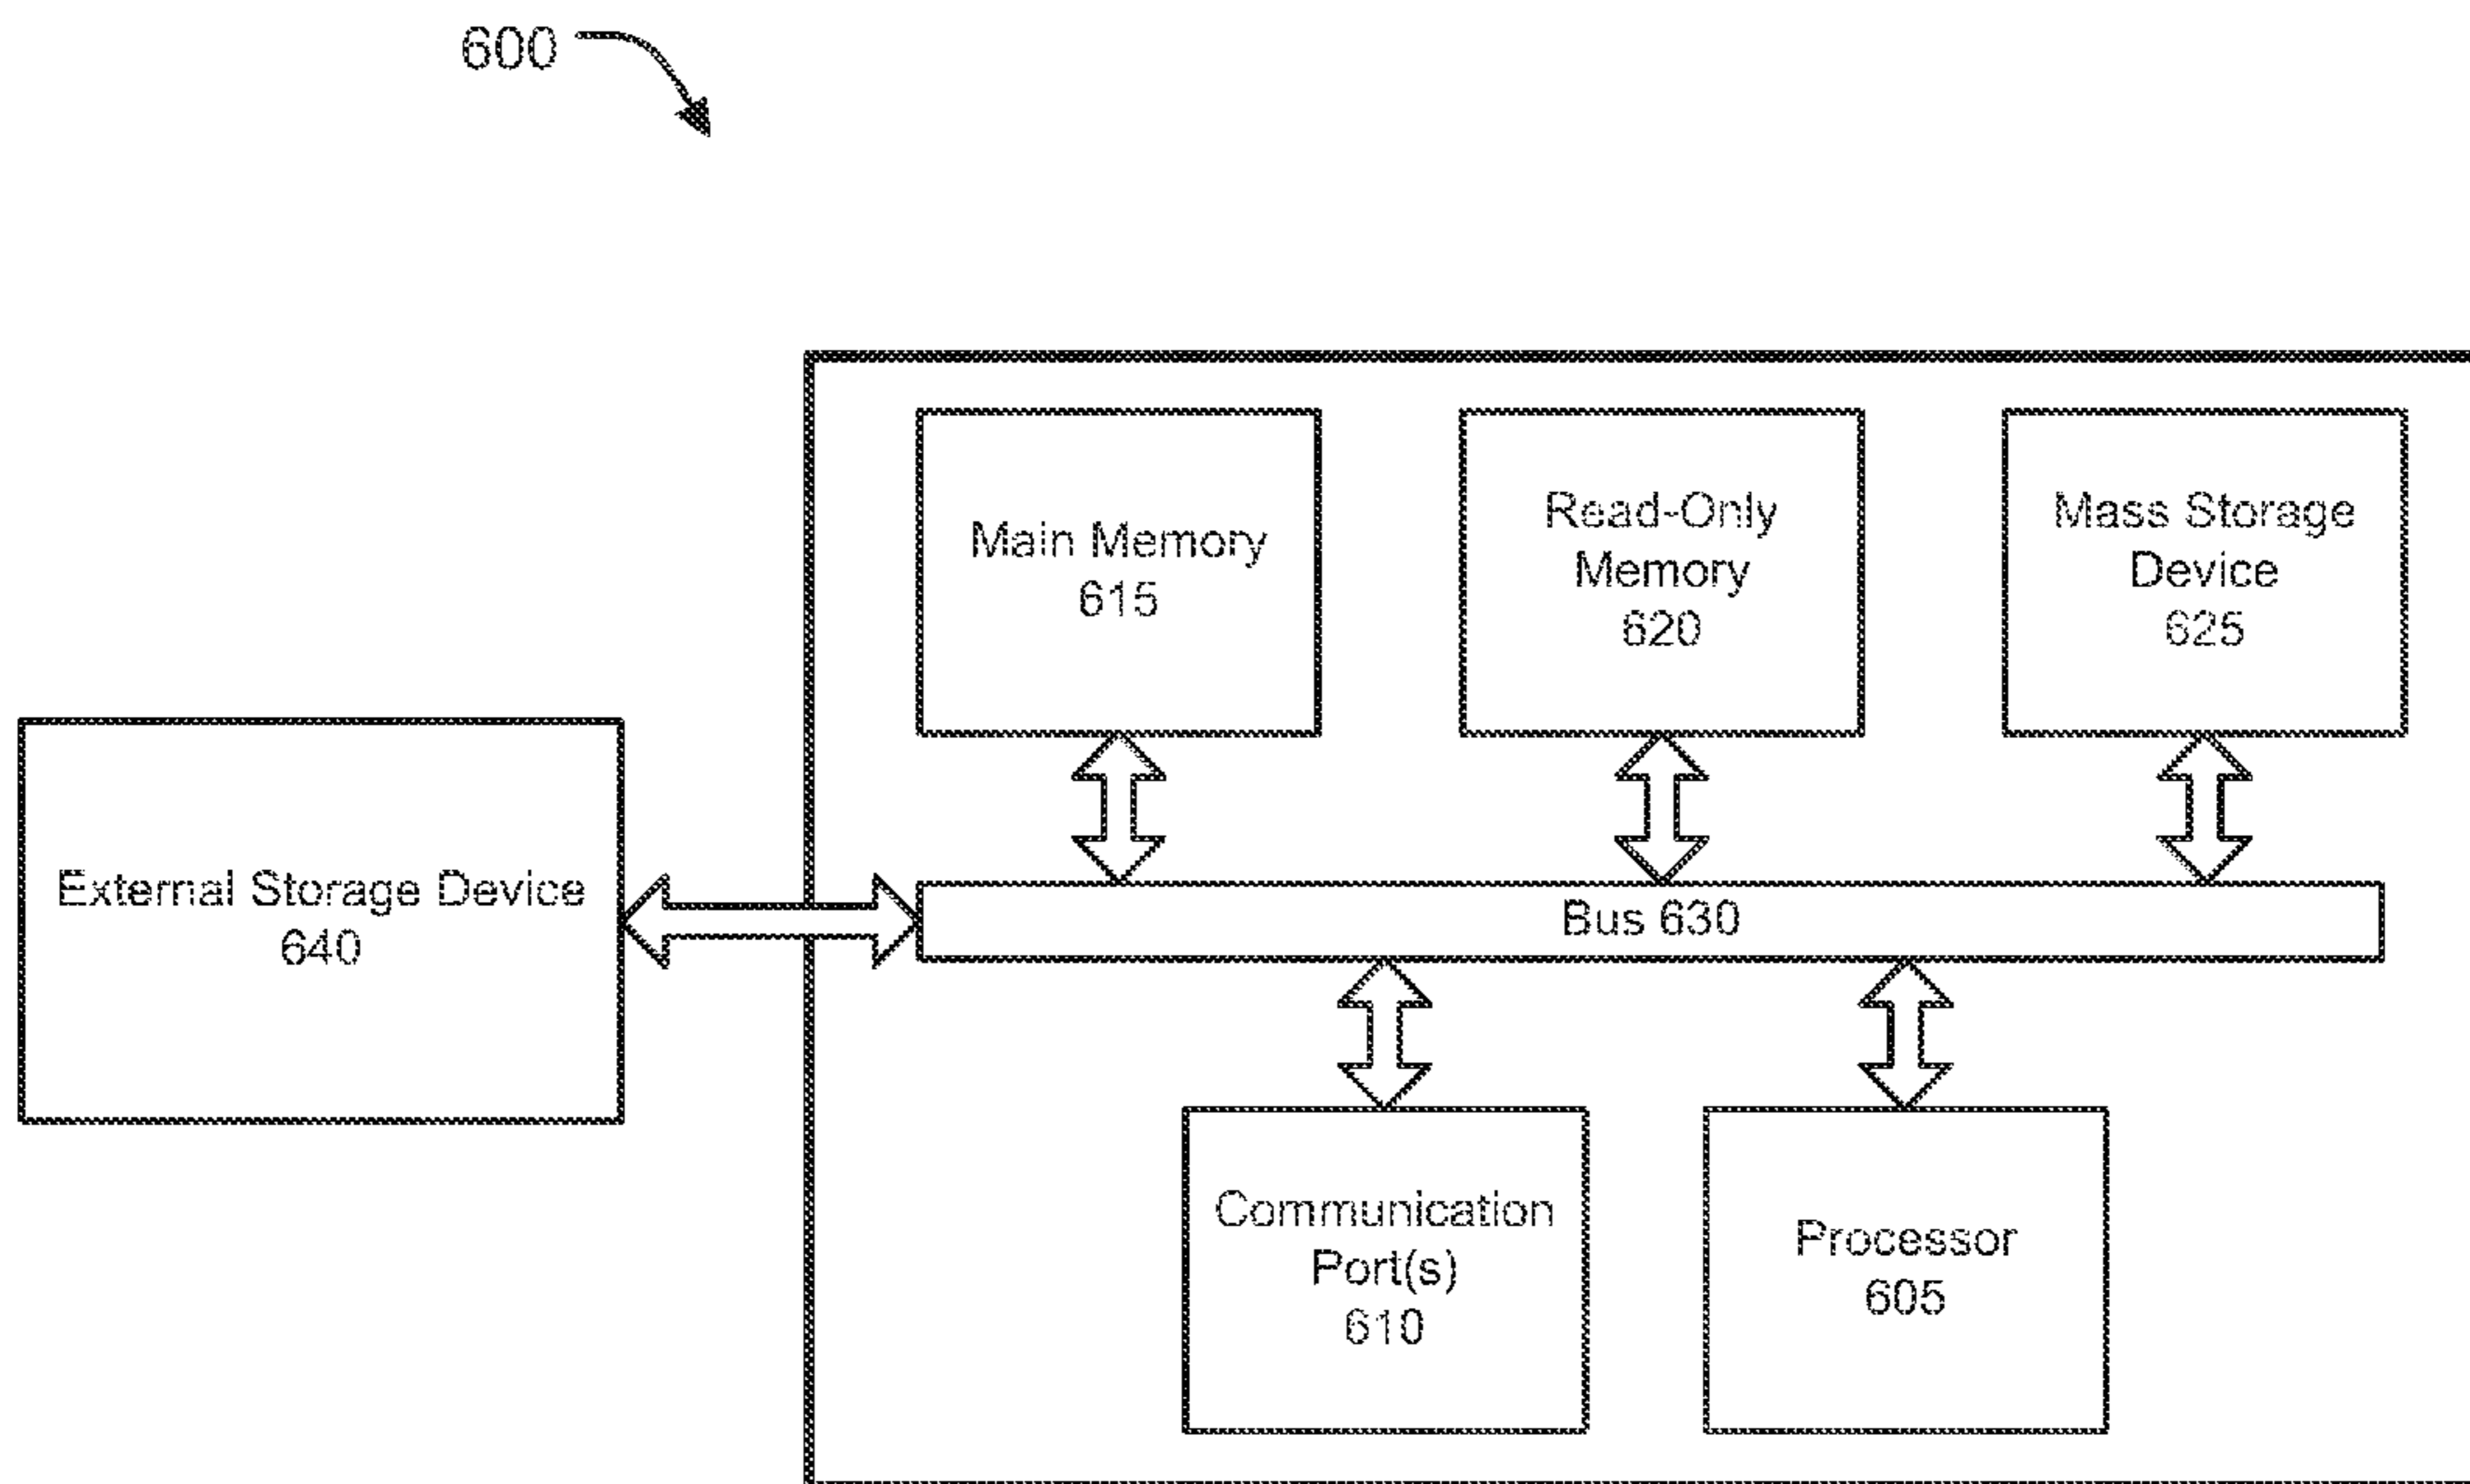 600
Main Memory
615
Read-Only
Memory
620
Mass Storage
Device
625
External Storage Device
640
Bus 630
Communication
Port(s)
610
Processor
605